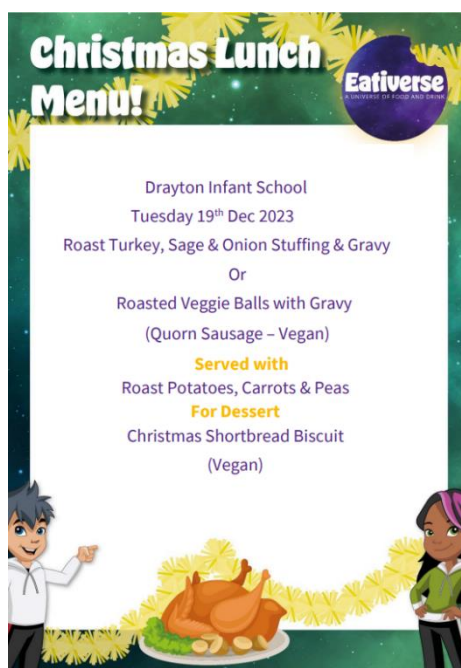 Christmas Lunch
Menu!
Eativerse
A UNIVERSE OF FOOD AND DRINK
Drayton Infant School
Tuesday 19th Dec 2023
Roast Turkey, Sage & Onion Stuffing & Gravy
Or
Roasted Veggie Balls with Gravy
(Quorn Sausage – Vegan)
Served with
Roast Potatoes, Carrots & Peas
For Dessert
Christmas Shortbread Biscuit
(Vegan)